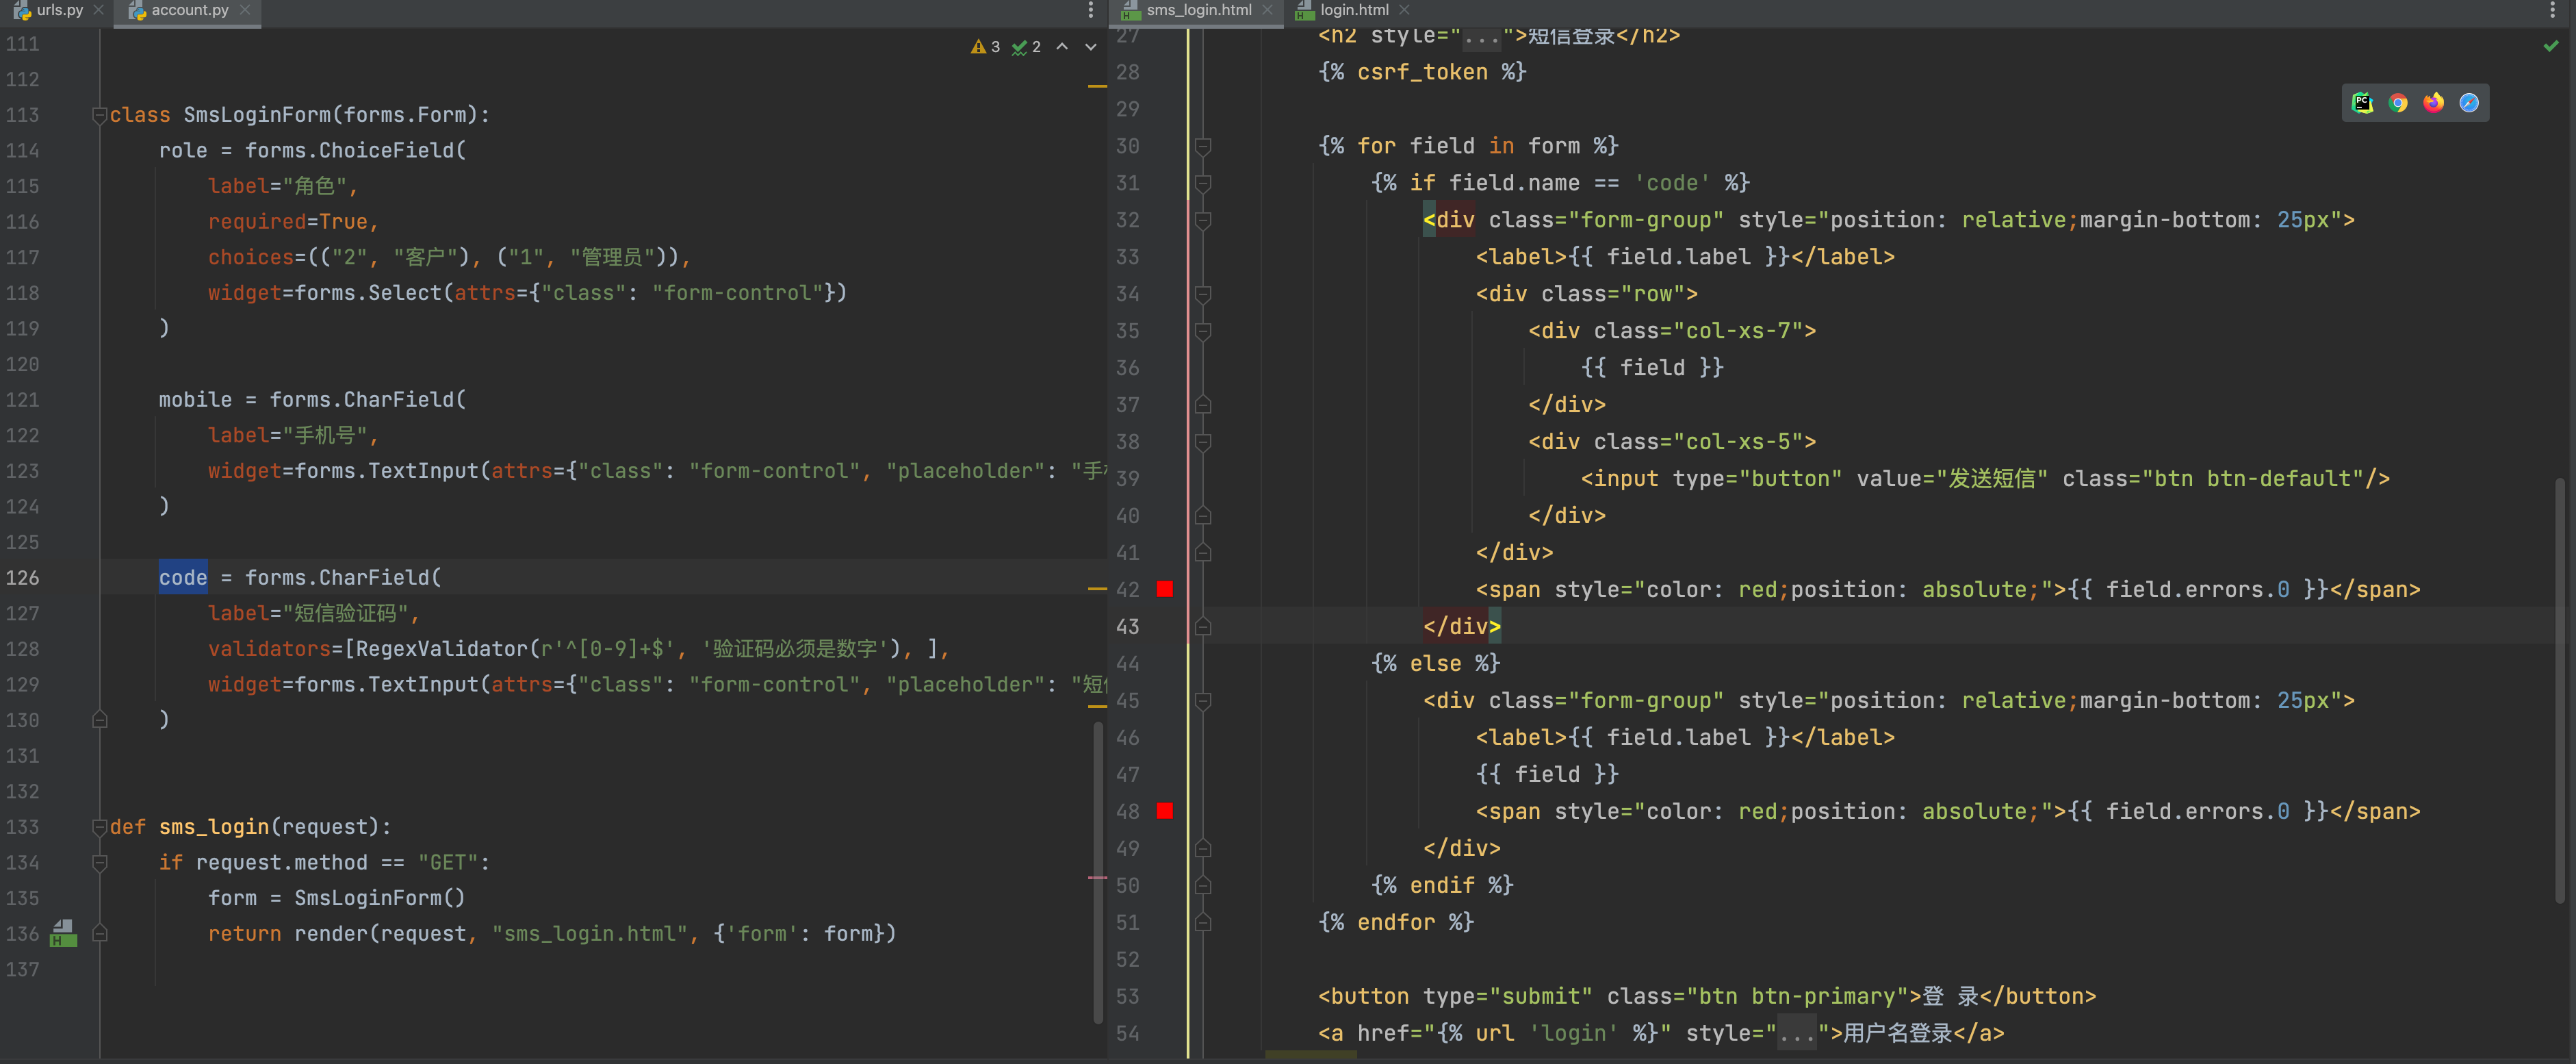 urls.py
account.py
3
2
111
112
113 class SmsLoginForm(forms.Form):
114 role = forms.ChoiceField(
115 label="角色",
116 required=True,
117 choices=(("2", "客户"), ("1", "管理员")),
118 widget=forms.Select(attrs={"class": "form-control"})
119 )
120
121 mobile = forms.CharField(
122 label="手机号",
123 widget=forms.TextInput(attrs={"class": "form-control", "placeholder": "手
124 )
125
126 code = forms.CharField(
127 label="短信验证码",
128 validators=[RegexValidator(r'^[0-9]+$', '验证码必须是数字'), ],
129 widget=forms.TextInput(attrs={"class": "form-control", "placeholder": "短
130 )
131
132
133 def sms_login(request):
134 if request.method == "GET":
135 form = SmsLoginForm()
136 return render(request, "sms_login.html", {'form': form})
137
sms_login.html
login.html
27 <h2 style="...">短信登录</h2>
28 {% csrf_token %}
29
30 {% for field in form %}
31 {% if field.name == 'code' %}
32 <div class="form-group" style="position: relative;margin-bottom: 25px">
33 <label>{{ field.label }}</label>
34 <div class="row">
35 <div class="col-xs-7">
36 {{ field }}
37 </div>
38 <div class="col-xs-5">
39 <input type="button" value="发送短信" class="btn btn-default"/>
40 </div>
41 </div>
42 <span style="color: red;position: absolute;">{{ field.errors.0 }}</span>
43 </div>
44 {% else %}
45 <div class="form-group" style="position: relative;margin-bottom: 25px">
46 <label>{{ field.label }}</label>
47 {{ field }}
48 <span style="color: red;position: absolute;">{{ field.errors.0 }}</span>
49 </div>
50 {% endif %}
51 {% endfor %}
52
53 <button type="submit" class="btn btn-primary">登 录</button>
54 <a href="{% url 'login' %}" style="...">用户名登录</a>